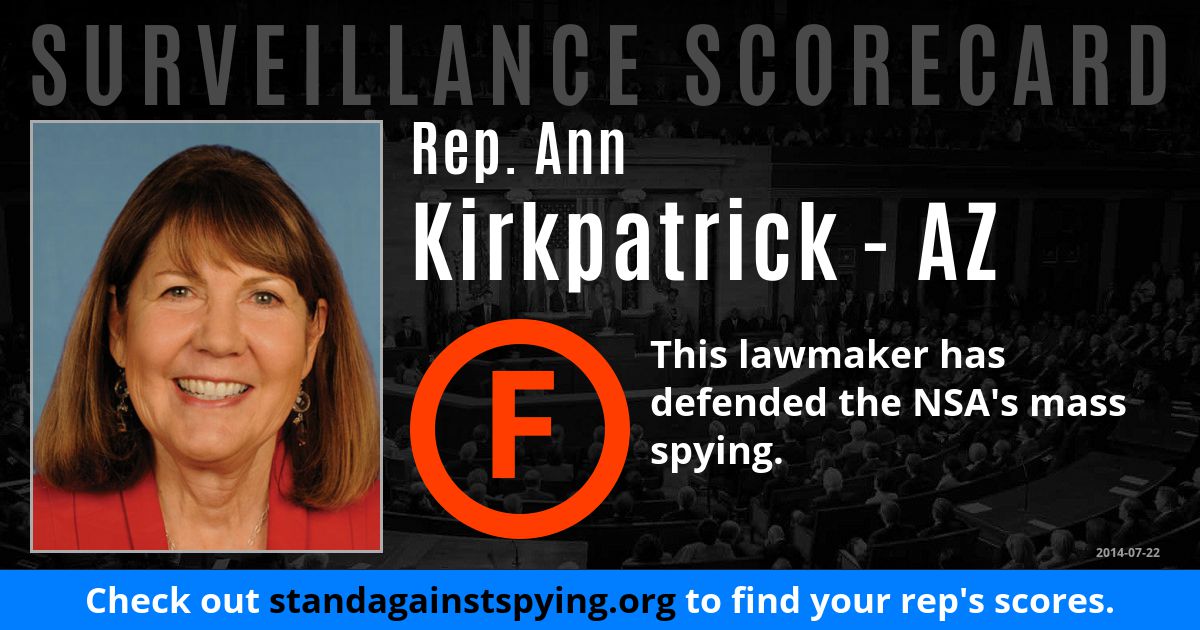 SURVEILLANCE SCORECARD
Rep. Ann
Kirkpatrick - AZ
F
This lawmaker has
defended the NSA's mass
spying.
2014-07-22
Check out standagainstspying.org to find your rep's scores.